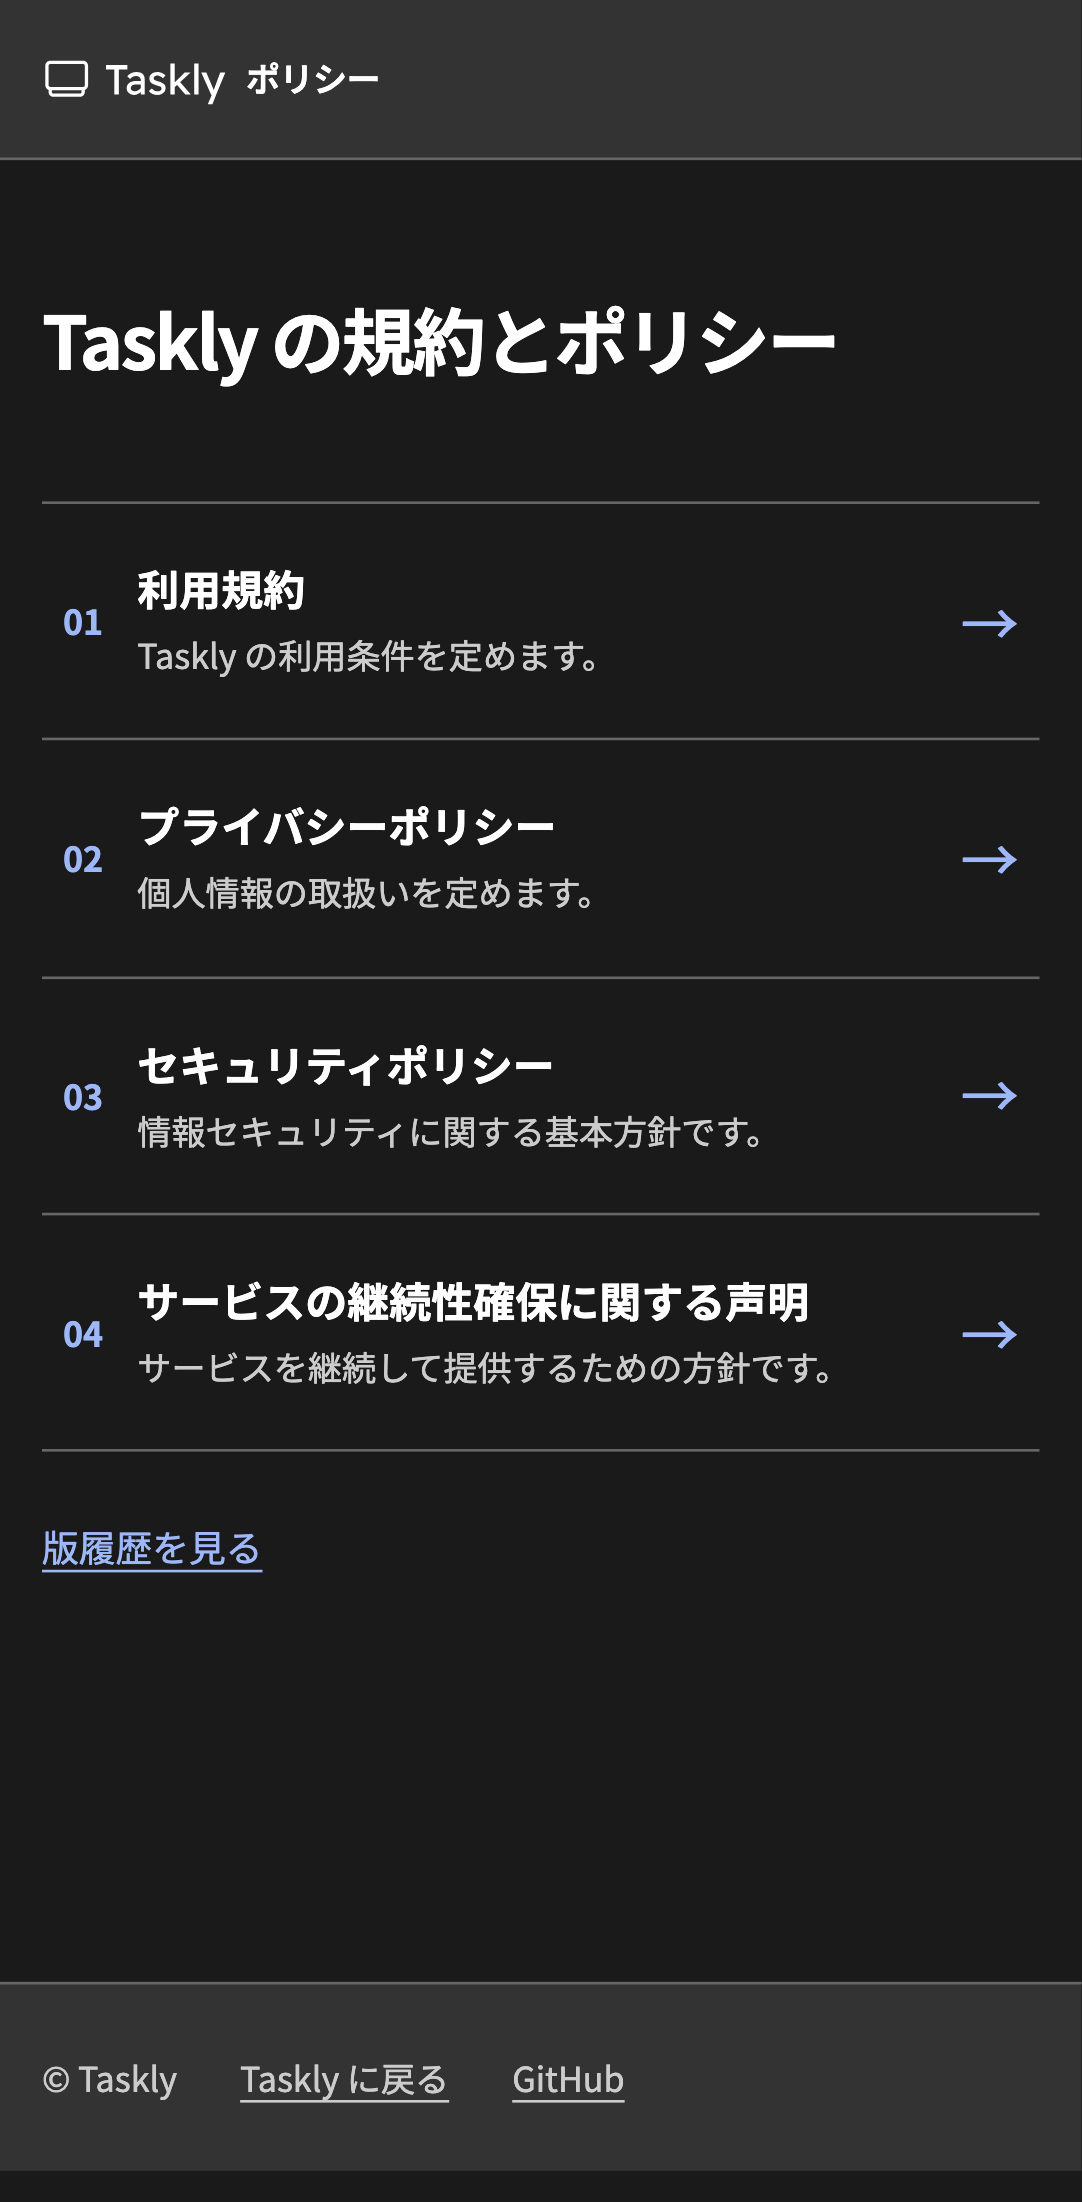 Taskly ポリシー
Taskly の規約とポリシー
01
利用規約
Taskly の利用条件を定めます。
→
02
プライバシーポリシー
個人情報の取扱いを定めます。
→
03
セキュリティポリシー
情報セキュリティに関する基本方針です。
→
04
サービスの継続性確保に関する声明
サービスを継続して提供するための方針です。
→
版履歴を見る
© Taskly Taskly に戻る GitHub